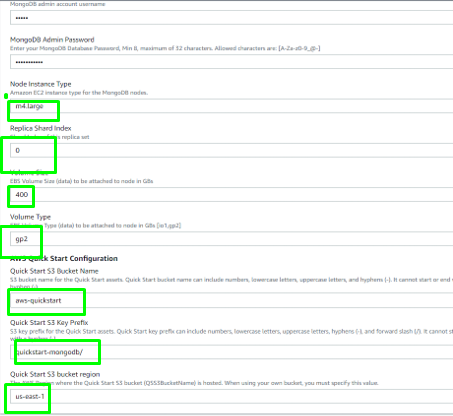 MongoDB admin account username
•••••
MongoDB admin Password
Enter your MongoDB Database Password, Min 8, maximum of 32 characters. Allowed characters are: [A-Za-z0-9_@-]
•••••••••••
Node Instance Type
Amazon EC2 instance type for the MongoDB nodes.
m4.large
Replica Shard Index
of this replica set
0
Volume Size
EBS Volume Size (data) to be attached to node in GBs
400
Volume Type
EBS Volume Type (data) to be attached to node in GBs [io1,gp2]
gp2
AWS Quick Start Configuration
Quick Start S3 Bucket Name
S3 bucket name for the Quick Start assets. Quick Start bucket name can include numbers, lowercase letters, uppercase letters, and hyphens (-). It cannot start or end
hyphen (-).
aws-quickstart
Quick Start S3 Key Prefix
S3 key prefix for the Quick Start assets. Quick Start key prefix can include numbers, lowercase letters, uppercase letters, hyphens (-), and forward slash (/). It cannot st
hyphen (-).
quickstart-mongodb/
Quick Start S3 bucket region
The AWS Region where the Quick Start S3 bucket (QSS3BucketName) is hosted. When using your own bucket, you must specify this value.
us-east-1